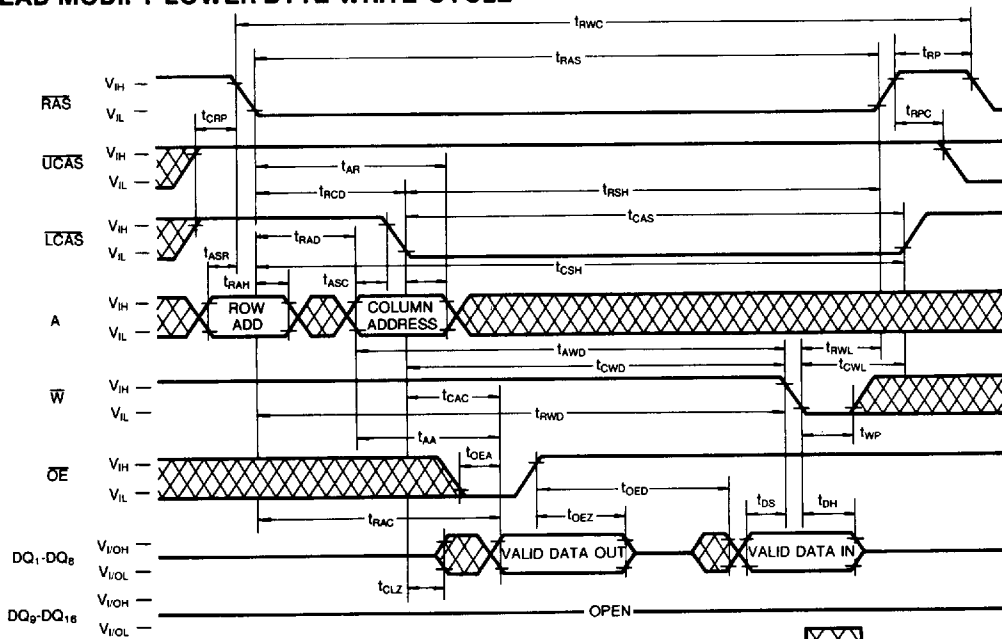 EAD MODIFY LOWER BYTE WRITE CYCLE
tRWC
tRAS
tRP
RAS
VIH
VIL
tCRP
tRPC
UCAS
VIH
VIL
tAR
tRCD
tRSH
tCAS
LCAS
VIH
VIL
tRAD
tCSH
tASR
tRAH
tASC
A
VIH
VIL
ROW ADD
COLUMN ADDRESS
tAWD
tRWL
tCWD
tCWL
W
VIH
VIL
tCAC
tRWD
tWP
tAA
OE
VIH
VIL
tOEA
tOED
tOEZ
tDS
tDH
tRAC
DQ1-DQ8
VI/OH
VI/OL
VALID DATA OUT
VALID DATA IN
tCLZ
DQ9-DQ16
VI/OH
VI/OL
OPEN